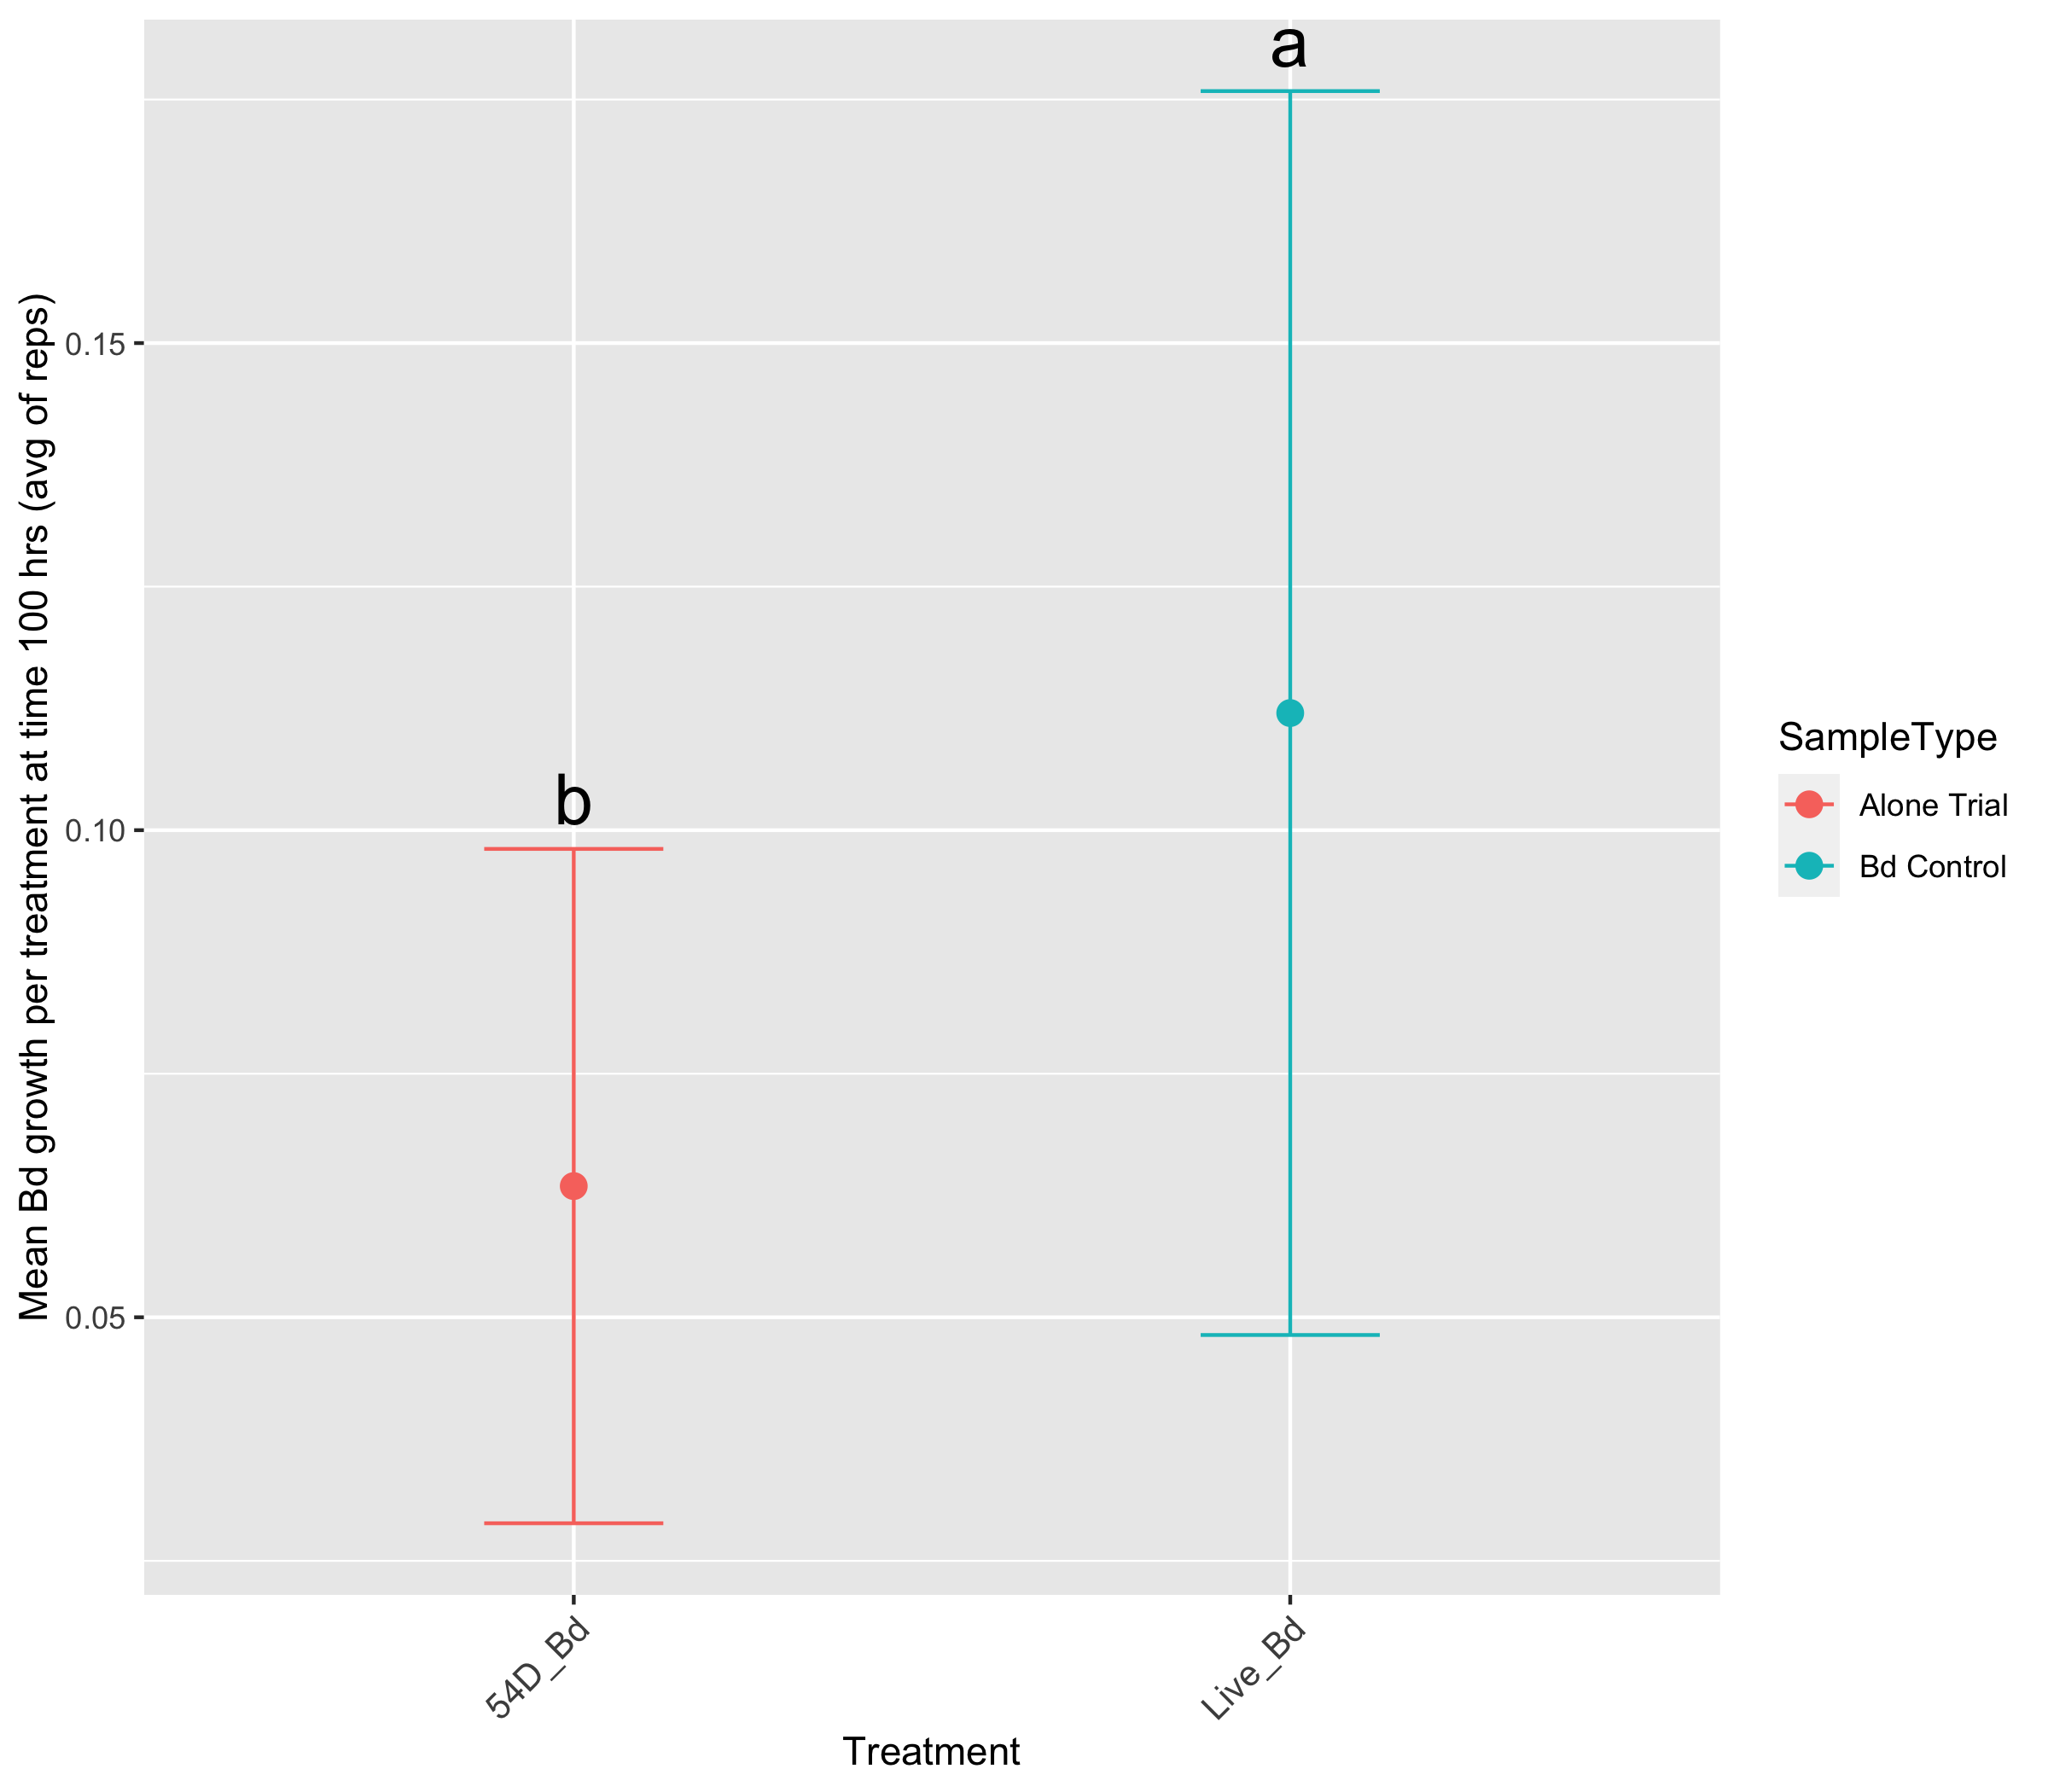 a
b
0.15
0.10
0.05
Mean Bd growth per treatment at time 100 hrs (avg of reps)
54D_Bd
Live_Bd
Treatment
SampleType
Alone Trial
Bd Control